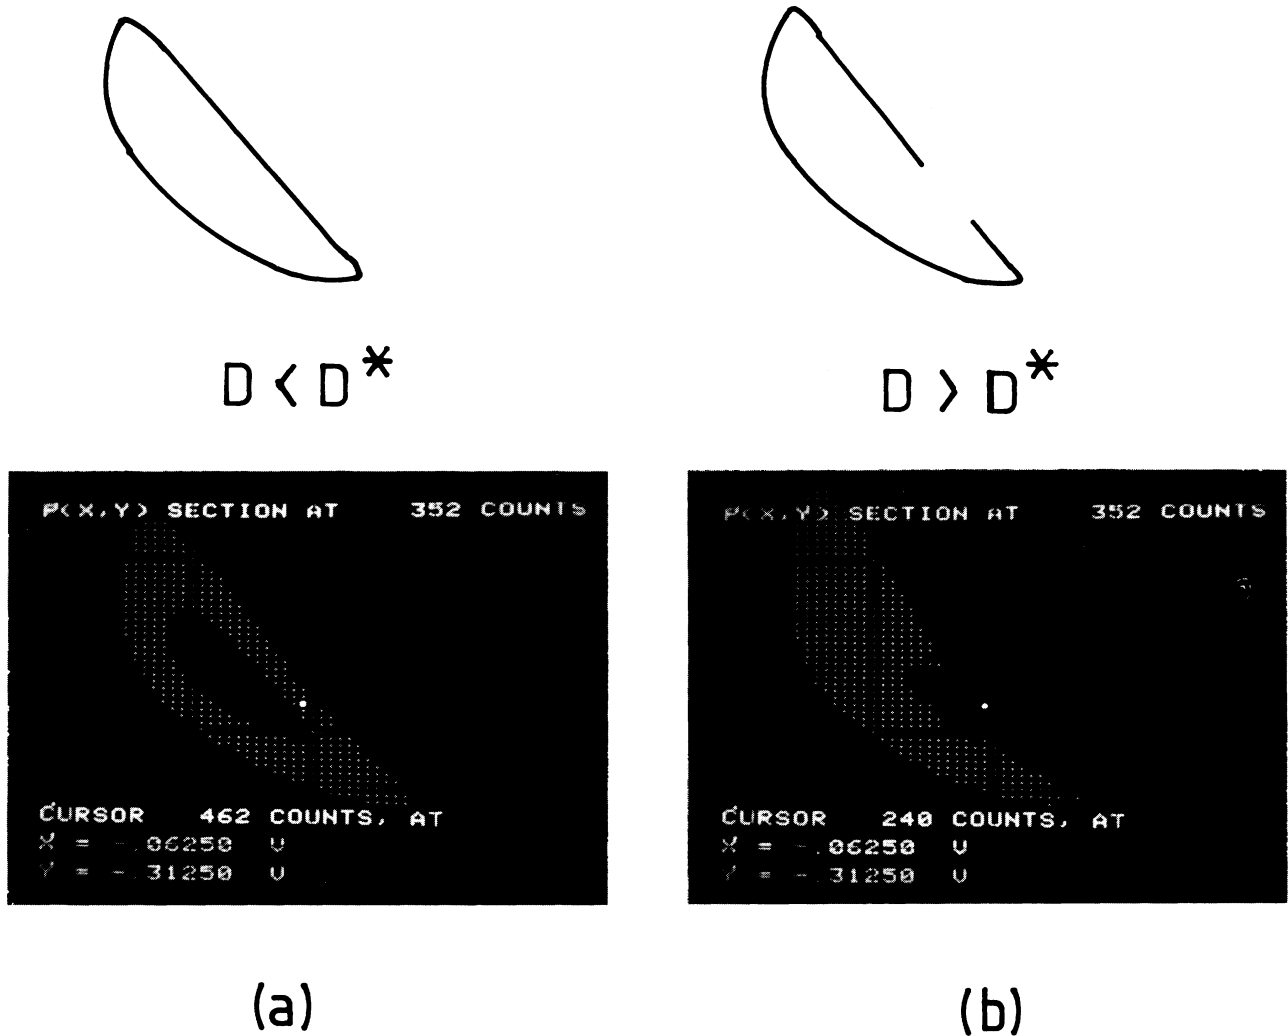 D < D*
D > D*
P(X,Y) SECTION AT 352 COUNTS
CURSOR 462 COUNTS, AT
X = -.06250 V
Y = -.31250 V
P(X,Y) SECTION AT 352 COUNTS
CURSOR 240 COUNTS, AT
X = -.06250 V
Y = -.31250 V
(a)
(b)